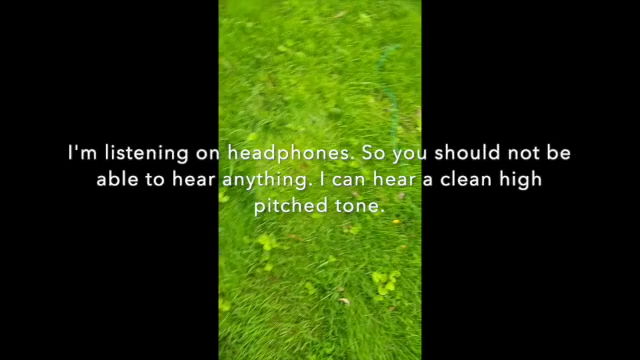 I'm listening on headphones. So you should not be
able to hear anything. I can hear a clean high
pitched tone.